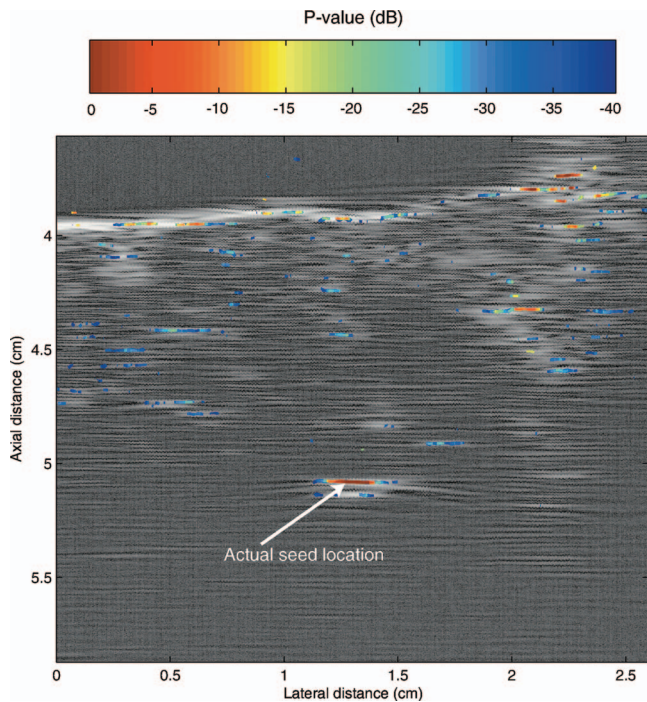 P-value (dB)
0 -5 -10 -15 -20 -25 -30 -35 -40
4
4.5
5
5.5
Axial distance (cm)
Actual seed location
0 0.5 1 1.5 2 2.5
Lateral distance (cm)